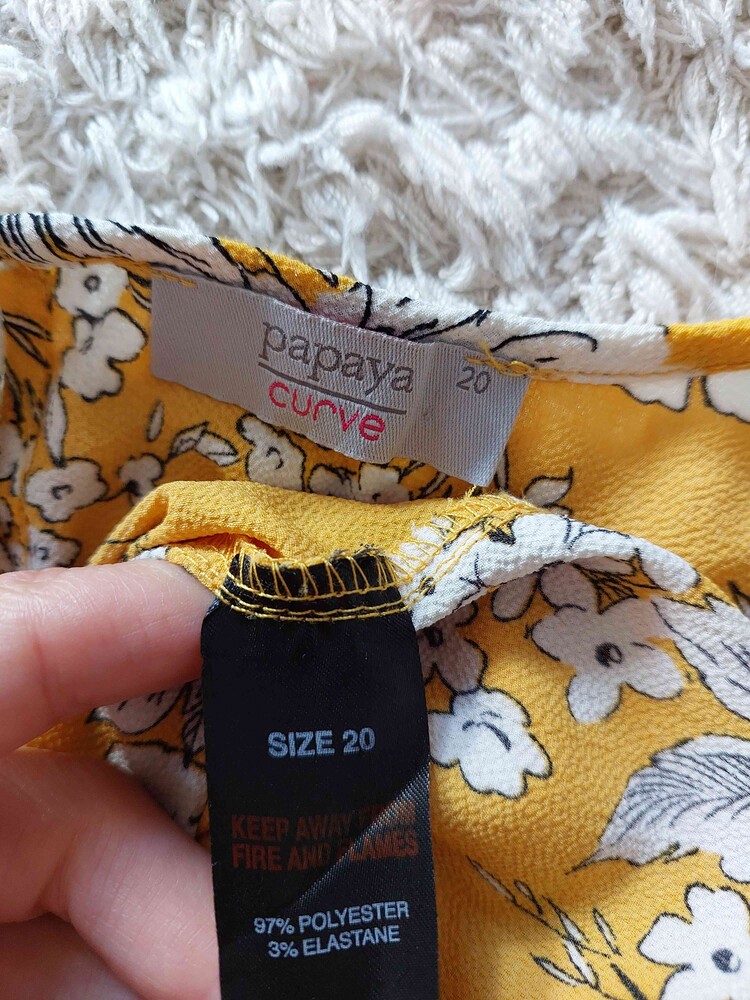 papaya
curve
20
SIZE 20
KEEP AWAY FROM
FIRE AND FLAMES
97% POLYESTER
3% ELASTANE